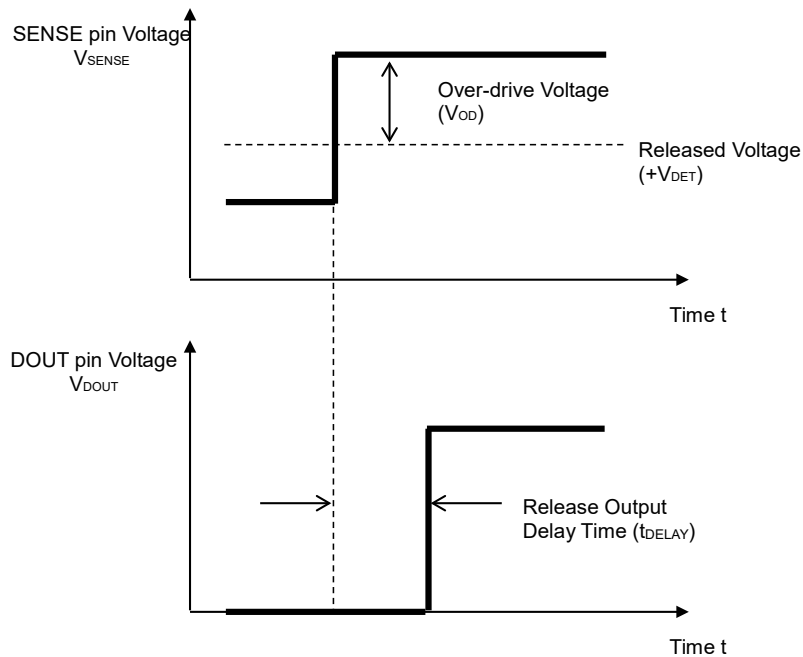 SENSE pin Voltage
VSENSE
Over-drive Voltage
(VOD)
Released Voltage
(+VDET)
Time t
DOUT pin Voltage
VDOUT
Release Output
Delay Time (tDELAY)
Time t